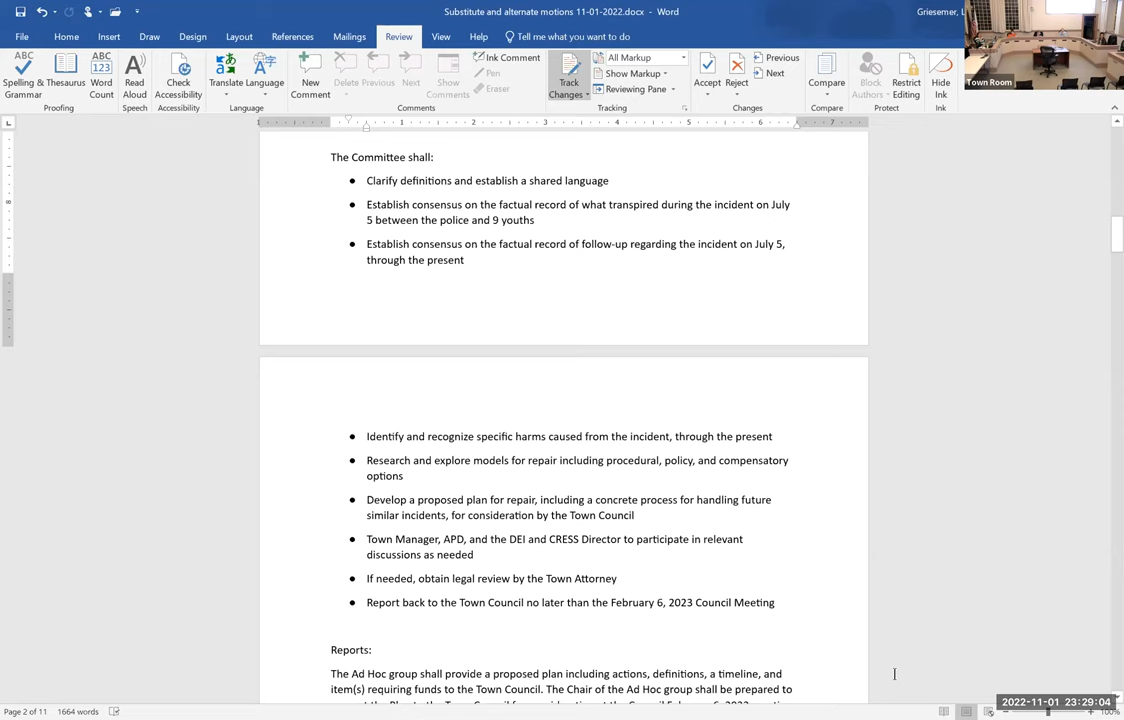 Substitute and alternate motions 11-01-2022.docx - Word
Griesemer, L
File Home Insert Draw Design Layout References Mailings Review View Help Tell me what you want to do
Town Room
Spelling & Grammar Thesaurus Word Count Read Aloud Check Accessibility Translate Language New Comment Delete Previous Next Show Comments Ink Comment Pen Eraser Track Changes All Markup Show Markup Reviewing Pane Accept Reject Previous Next Compare Block Authors Restrict Editing Hide Ink
Proofing Speech Accessibility Language Comments Tracking Changes Compare Protect Ink
1 2 3 4 5 6 7
The Committee shall:
● Clarify definitions and establish a shared language
● Establish consensus on the factual record of what transpired during the incident on July
5 between the police and 9 youths
● Establish consensus on the factual record of follow-up regarding the incident on July 5,
through the present
● Identify and recognize specific harms caused from the incident, through the present
● Research and explore models for repair including procedural, policy, and compensatory
options
● Develop a proposed plan for repair, including a concrete process for handling future
similar incidents, for consideration by the Town Council
● Town Manager, APD, and the DEI and CRESS Director to participate in relevant
discussions as needed
● If needed, obtain legal review by the Town Attorney
● Report back to the Town Council no later than the February 6, 2023 Council Meeting
Reports:
The Ad Hoc group shall provide a proposed plan including actions, definitions, a timeline, and
item(s) requiring funds to the Town Council. The Chair of the Ad Hoc group shall be prepared to
Page 2 of 11 1664 words
2022-11-01 23:29:04
100%